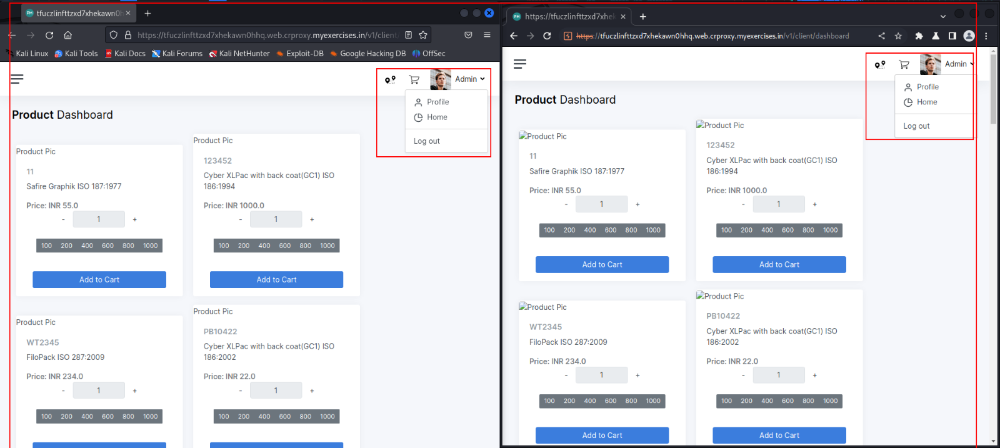 PM tfuczlinfttzxd7xhekawn0h × +
https://tfuczlinfttzxd7xhekawn0hhq.web.crproxy.myexercises.in/v1/client/
Kali Linux Kali Tools Kali Docs Kali Forums Kali NetHunter Exploit-DB Google Hacking DB OffSec
Admin
Profile
Home
Log out
Product Dashboard
Product Pic
11
Safire Graphik ISO 187:1977
Price: INR 55.0
- 1 +
100 200 400 600 800 1000
Add to Cart
Product Pic
123452
Cyber XLPac with back coat(GC1) ISO
186:1994
Price: INR 1000.0
- 1 +
100 200 400 600 800 1000
Add to Cart
Product Pic
WT2345
FiloPack ISO 287:2009
Price: INR 234.0
- 1 +
100 200 400 600 800 1000
Product Pic
PB10422
Cyber XLPac with back coat(GC1) ISO
186:2002
Price: INR 22.0
- 1 +
100 200 400 600 800 1000
PM https://tfuczlinfttzxd7xhek × +
https://tfuczlinfttzxd7xhekawn0hhq.web.crproxy.myexercises.in/v1/client/dashboard
Admin
Profile
Home
Log out
Product Dashboard
Product Pic
11
Safire Graphik ISO 187:1977
Price: INR 55.0
- 1 +
100 200 400 600 800 1000
Add to Cart
Product Pic
123452
Cyber XLPac with back coat(GC1) ISO
186:1994
Price: INR 1000.0
- 1 +
100 200 400 600 800 1000
Add to Cart
Product Pic
WT2345
FiloPack ISO 287:2009
Price: INR 234.0
- 1 +
100 200 400 600 800 1000
Add to Cart
Product Pic
PB10422
Cyber XLPac with back coat(GC1) ISO
186:2002
Price: INR 22.0
- 1 +
100 200 400 600 800 1000
Add to Cart